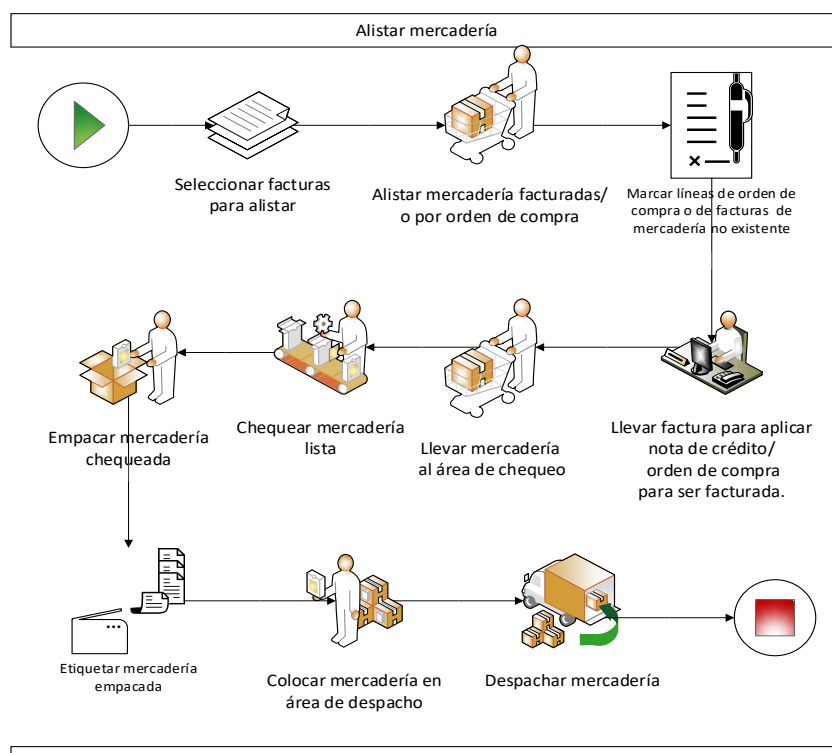 Alistar mercadería
Seleccionar facturas
para alistar
Alistar mercadería facturadas/
o por orden de compra
Marcar líneas de orden de
compra o de facturas de
mercadería no existente
Empacar mercadería
chequeada
Chequear mercadería
lista
Llevar mercadería
al área de chequeo
Llevar factura para aplicar
nota de crédito/
orden de compra
para ser facturada.
Etiquetar mercadería
empacada
Colocar mercadería en
área de despacho
Despachar mercadería